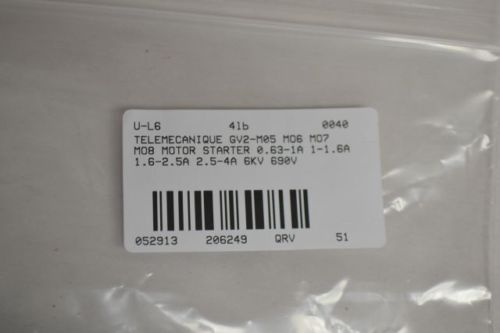 U-L6 4lb 0040
TELEMECANIQUE GV2-M05 M06 M07
M08 MOTOR STARTER 0.63-1A 1-1.6A
1.6-2.5A 2.5-4A 6KV 690V
052913 206249 QRV 51